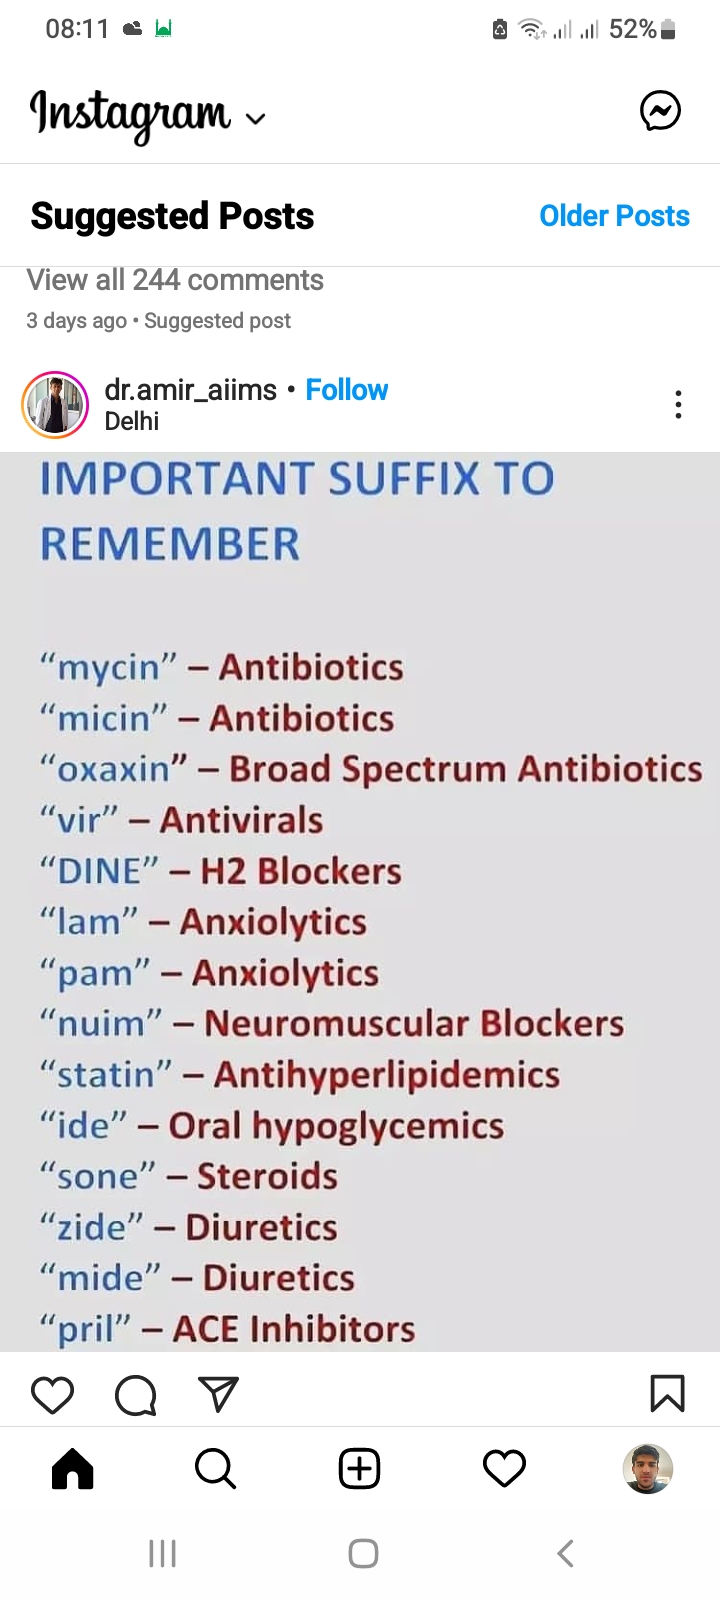 08:11
52%
Instagram
Suggested Posts
Older Posts
View all 244 comments
3 days ago • Suggested post
dr.amir_aiims • Follow
Delhi
IMPORTANT SUFFIX TO
REMEMBER
“mycin” – Antibiotics
“micin” – Antibiotics
“oxaxin” – Broad Spectrum Antibiotics
“vir” – Antivirals
“DINE” – H2 Blockers
“lam” – Anxiolytics
“pam” – Anxiolytics
“nuim” – Neuromuscular Blockers
“statin” – Antihyperlipidemics
“ide” – Oral hypoglycemics
“sone” – Steroids
“zide” – Diuretics
“mide” – Diuretics
“pril” – ACE Inhibitors